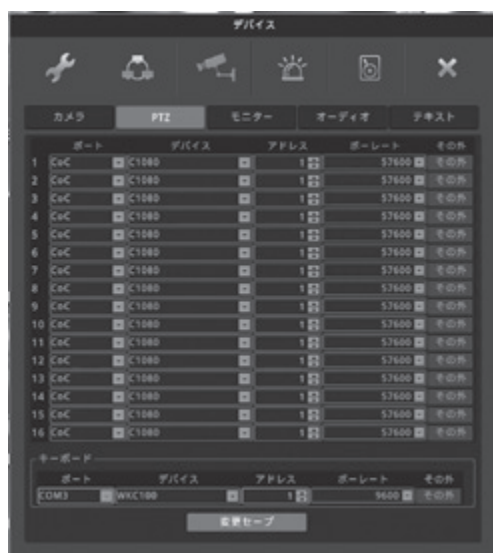 デバイス
カメラ PTZ モニター オーディオ テキスト
ポート デバイス アドレス ボーレート その外
1 CoC C1080 1 57600 その外
2 CoC C1080 1 57600 その外
3 CoC C1080 1 57600 その外
4 CoC C1080 1 57600 その外
5 CoC C1080 1 57600 その外
6 CoC C1080 1 57600 その外
7 CoC C1080 1 57600 その外
8 CoC C1080 1 57600 その外
9 CoC C1080 1 57600 その外
10 CoC C1080 1 57600 その外
11 CoC C1080 1 57600 その外
12 CoC C1080 1 57600 その外
13 CoC C1080 1 57600 その外
14 CoC C1080 1 57600 その外
15 CoC C1080 1 57600 その外
16 CoC C1080 1 57600 その外
キーボード
ポート デバイス アドレス ボーレート その外
COM3 WKC100 1 9600 その外
変更セーブ